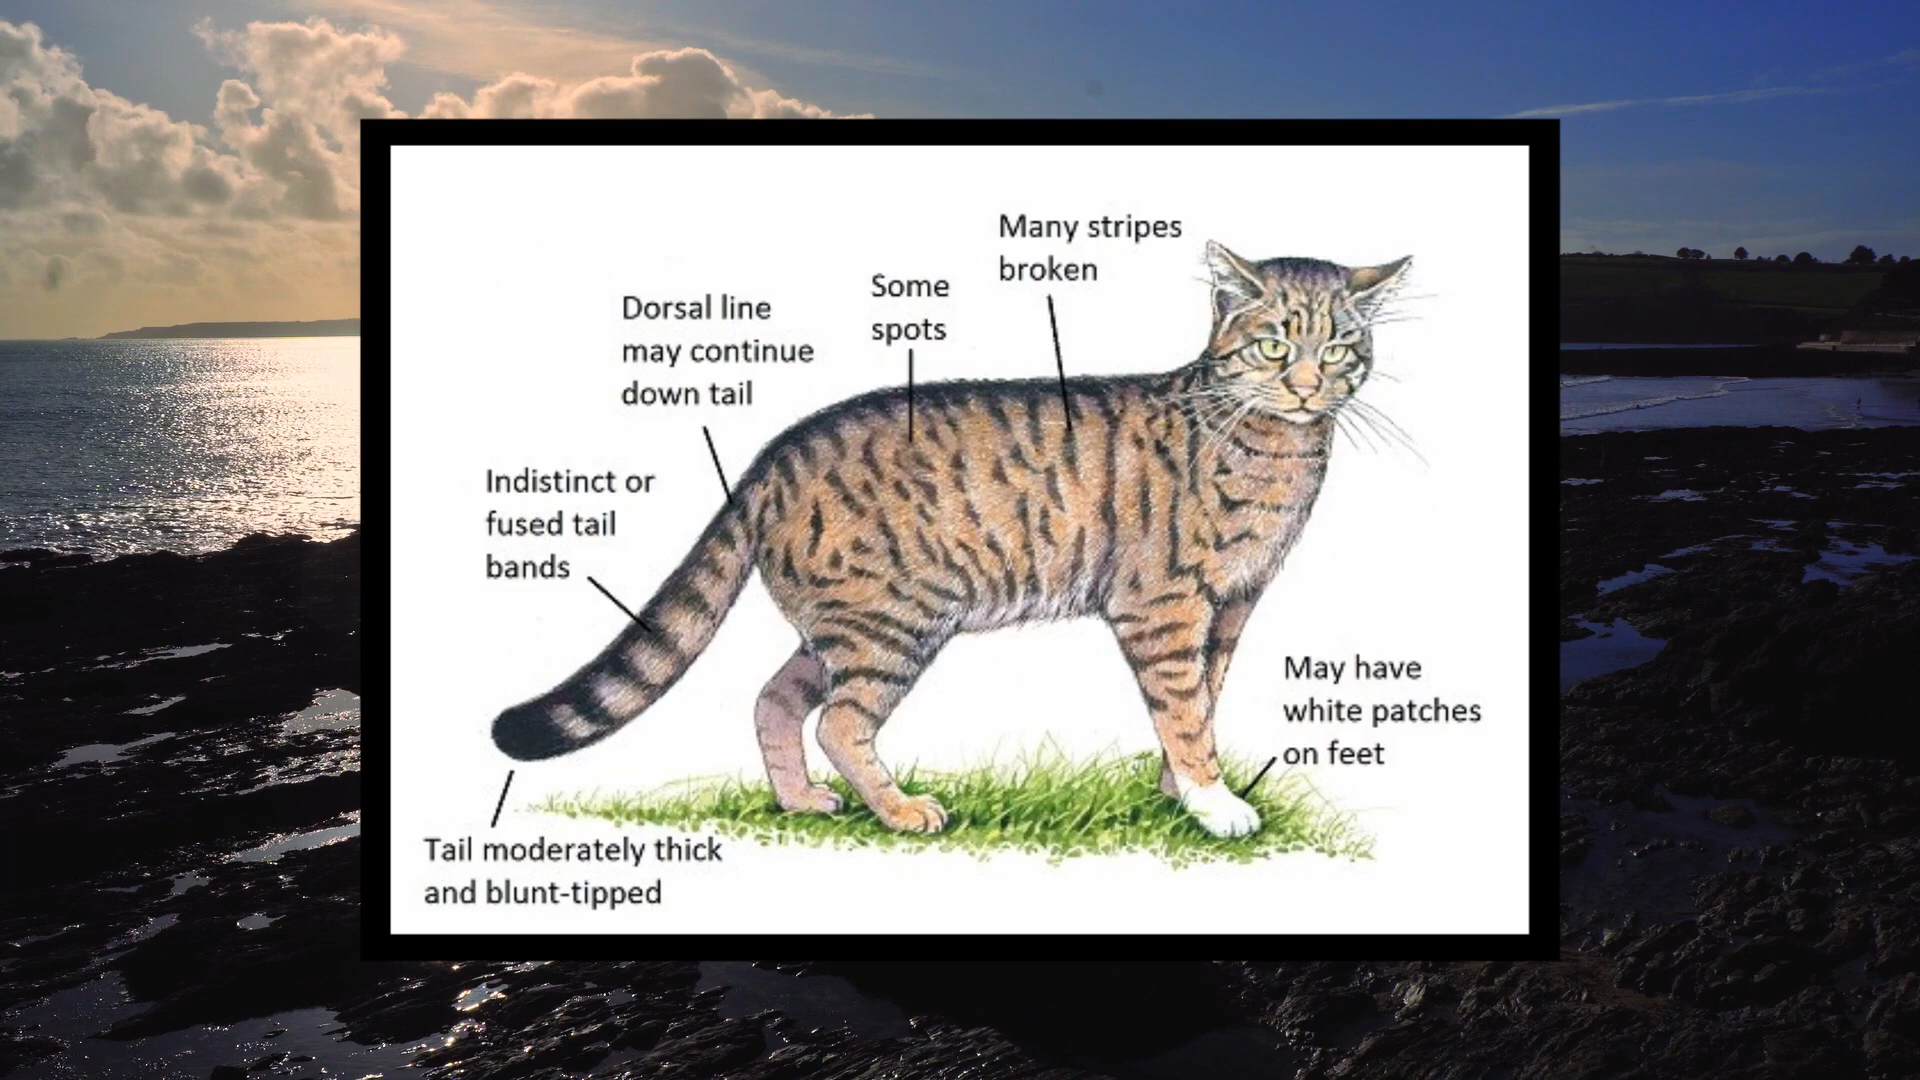 Many stripes
broken
Some
spots
Dorsal line
may continue
down tail
Indistinct or
fused tail
bands
May have
white patches
on feet
Tail moderately thick
and blunt-tipped